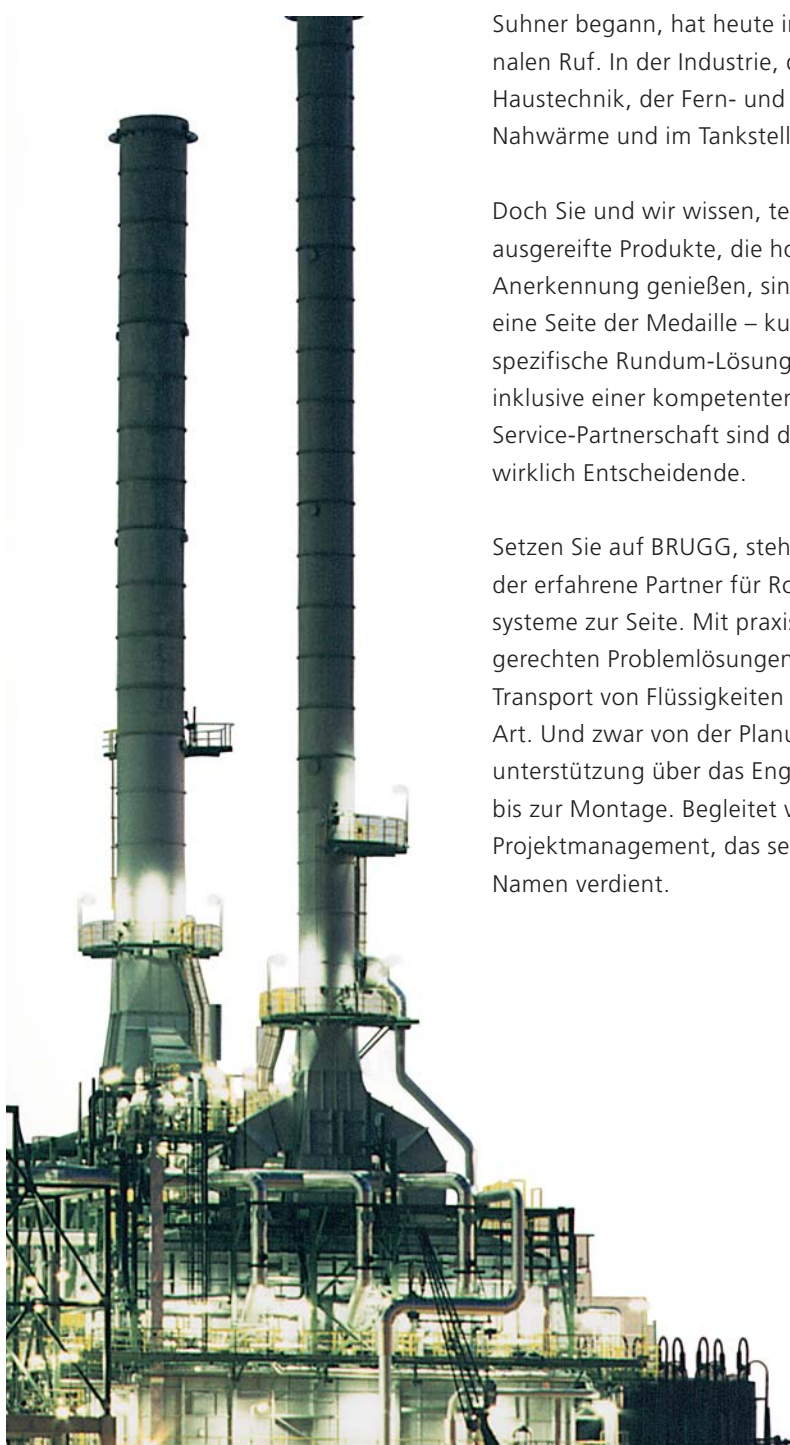 Suhner begann, hat heute i
nalen Ruf. In der Industrie,
Haustechnik, der Fern- und
Nahwärme und im Tankstell
Doch Sie und wir wissen, te
ausgereifte Produkte, die ho
Anerkennung genießen, sin
eine Seite der Medaille – ku
spezifische Rundum-Lösung
inklusive einer kompetenter
Service-Partnerschaft sind d
wirklich Entscheidende.
Setzen Sie auf BRUGG, steh
der erfahrene Partner für Ro
systeme zur Seite. Mit praxis
gerechten Problemlösungen
Transport von Flüssigkeiten
Art. Und zwar von der Planu
unterstützung über das Eng
bis zur Montage. Begleitet v
Projektmanagement, das se
Namen verdient.